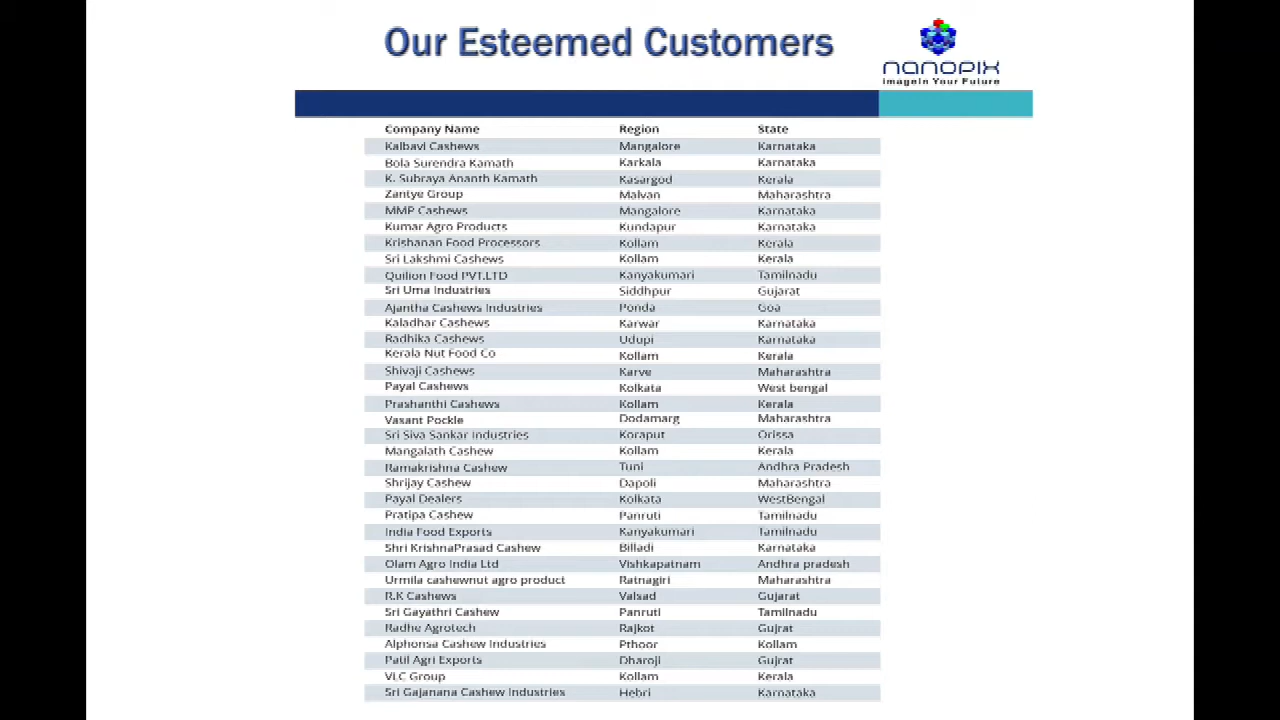 Our Esteemed Customers
nanopix
imageIn Your Future
Company Name Region State
Kalbavi Cashews Mangalore Karnataka
Bola Surendra Kamath Karkala Karnataka
K. Subraya Ananth Kamath Kasargod Kerala
Zantye Group Malvan Maharashtra
MMP Cashews Mangalore Karnataka
Kumar Agro Products Kundapur Karnataka
Krishanan Food Processors Kollam Kerala
Sri Lakshmi Cashews Kollam Kerala
Quilion Food PVT.LTD Kanyakumari Tamilnadu
Sri Uma Industries Siddhpur Gujarat
Ajantha Cashews Industries Ponda Goa
Kaladhar Cashews Karwar Karnataka
Radhika Cashews Udupi Karnataka
Kerala Nut Food Co Kollam Kerala
Shivaji Cashews Karve Maharashtra
Payal Cashews Kolkata West bengal
Prashanthi Cashews Kollam Kerala
Vasant Pockle Dodamarg Maharashtra
Sri Siva Sankar Industries Koraput Orissa
Mangalath Cashew Kollam Kerala
Ramakrishna Cashew Tuni Andhra Pradesh
Shrijay Cashew Dapoli Maharashtra
Payal Dealers Kolkata WestBengal
Pratipa Cashew Panruti Tamilnadu
India Food Exports Kanyakumari Tamilnadu
Shri KrishnaPrasad Cashew Billadi Karnataka
Olam Agro India Ltd Vishkapatnam Andhra pradesh
Urmila cashewnut agro product Ratnagiri Maharashtra
R.K Cashews Valsad Gujarat
Sri Gayathri Cashew Panruti Tamilnadu
Radhe Agrotech Rajkot Gujrat
Alphonsa Cashew Industries Pthoor Kollam
Patil Agri Exports Dharoji Gujrat
VLC Group Kollam Kerala
Sri Gajanana Cashew Industries Hebri Karnataka